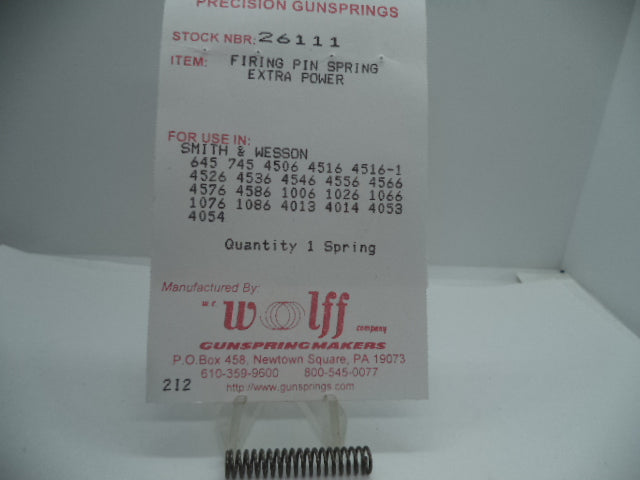 PRECISION GUNSPRINGS
STOCK NBR: 26111
ITEM: FIRING PIN SPRING
EXTRA POWER
FOR USE IN:
SMITH & WESSON
645 745 4506 4516 4516-1
4526 4536 4546 4556 4566
4576 4586 1006 1026 1066
1076 1086 4013 4014 4053
4054
Quantity 1 Spring
Manufactured By:
w.c. wolff company
GUNSPRINGMAKERS
P.O.Box 458, Newtown Square, PA 19073
610-359-9600 800-545-0077
212 http://www.gunsprings.com